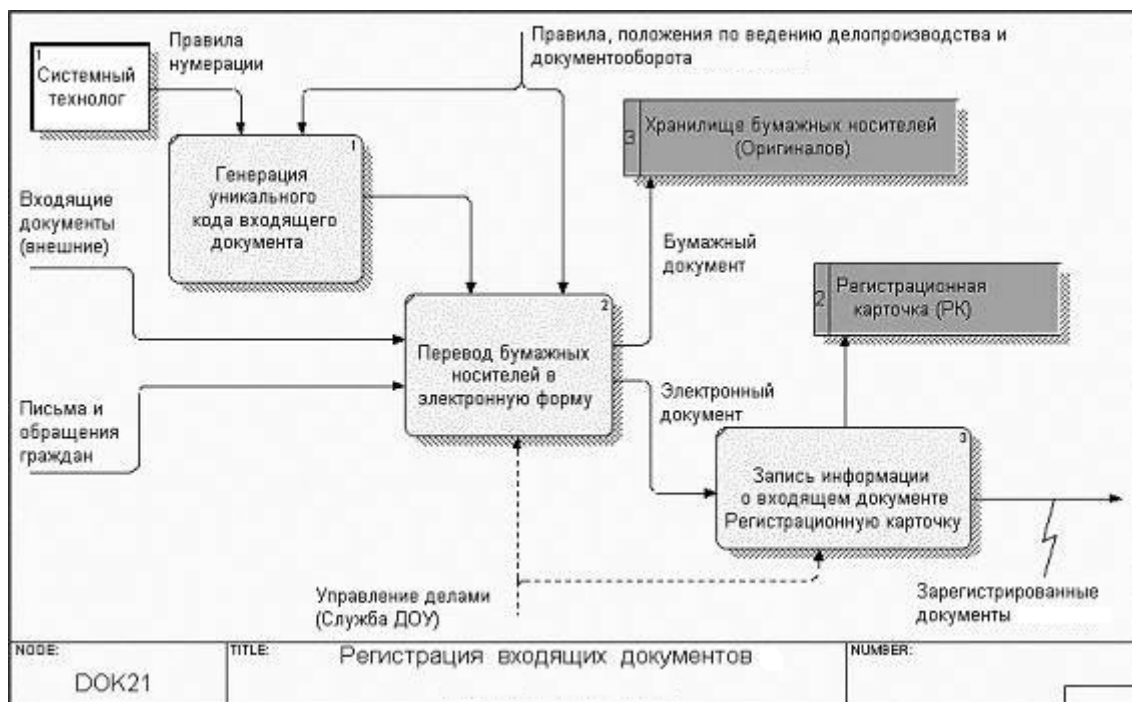 1
Системный
технолог
Правила
нумерации
Правила, положения по ведению делопроизводства и
документооборота
3
Хранилище бумажных носителей
(Оригиналов)
1
Генерация
уникального
кода входящего
документа
Входящие
документы
(внешние)
Бумажный
документ
2
Регистрационная
карточка (РК)
2
Перевод бумажных
носителей в
электронную форму
Электронный
документ
Письма и
обращения
граждан
3
Запись информации
о входящем документе
Регистрационную карточку
Управление делами
(Служба ДОУ)
Зарегистрированные
документы
NODE:
DOK21
TITLE:
Регистрация входящих документов
NUMBER: